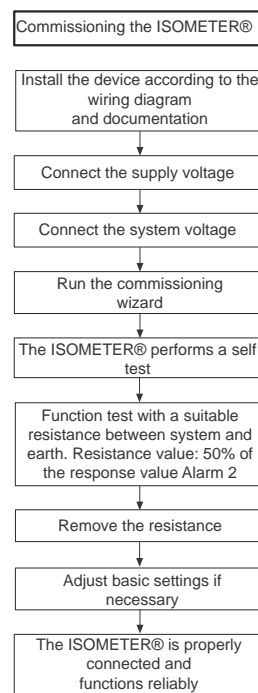 Commissioning the ISOMETER®
Install the device according to the
wiring diagram
and documentation
Connect the supply voltage
Connect the system voltage
Run the commissioning
wizard
The ISOMETER® performs a self
test
Function test with a suitable
resistance between system and
earth. Resistance value: 50% of
the response value Alarm 2
Remove the resistance
Adjust basic settings if
necessary
The ISOMETER® is properly
connected and
functions reliably